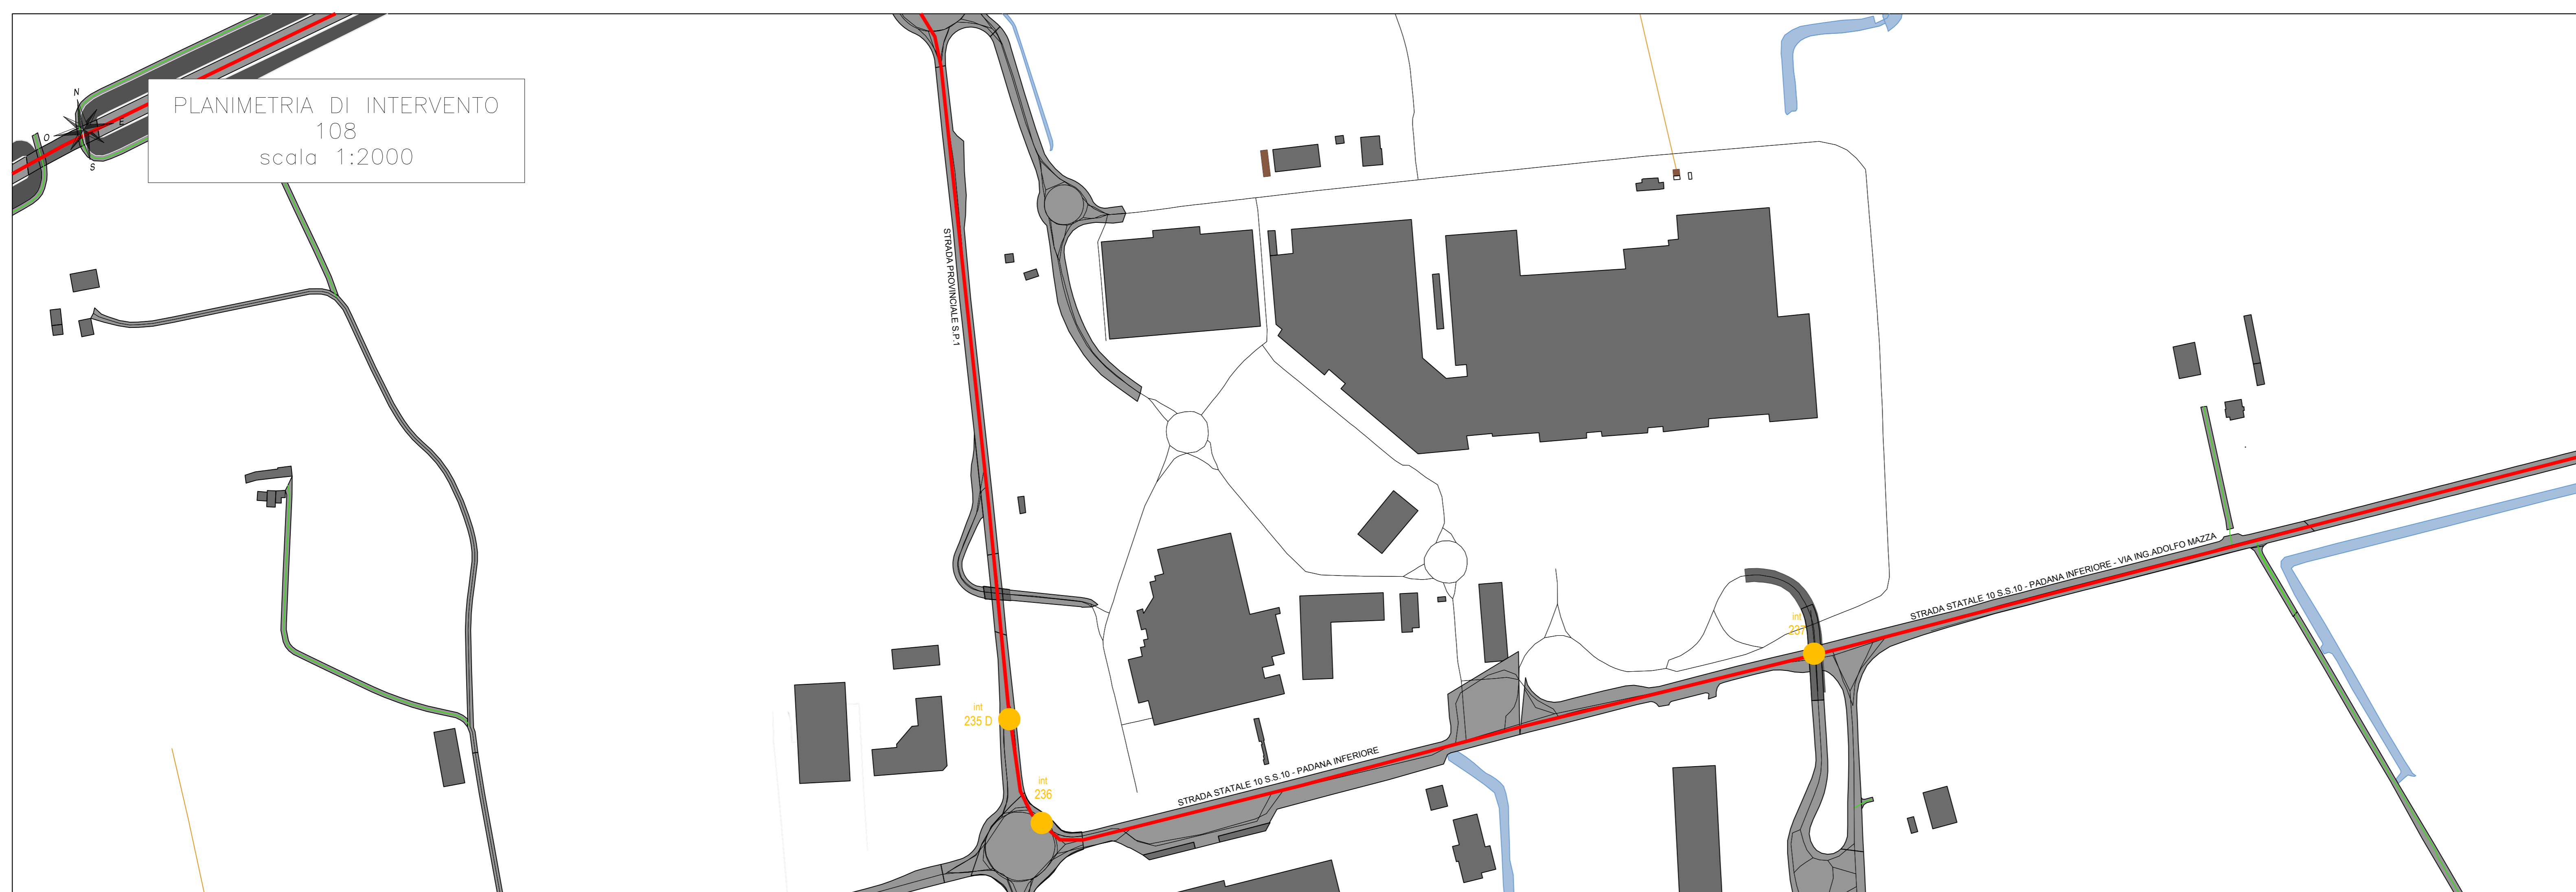 N
O
E
S
PLANIMETRIA DI INTERVENTO
108
scala 1:2000
STRADA PROVINCIALE S.P.1
int
235 D
int
236
STRADA STATALE 10 S.S.10 - PADANA INFERIORE
int
237
STRADA STATALE 10 S.S.10 - PADANA INFERIORE - VIA ING.ADOLFO MAZZA